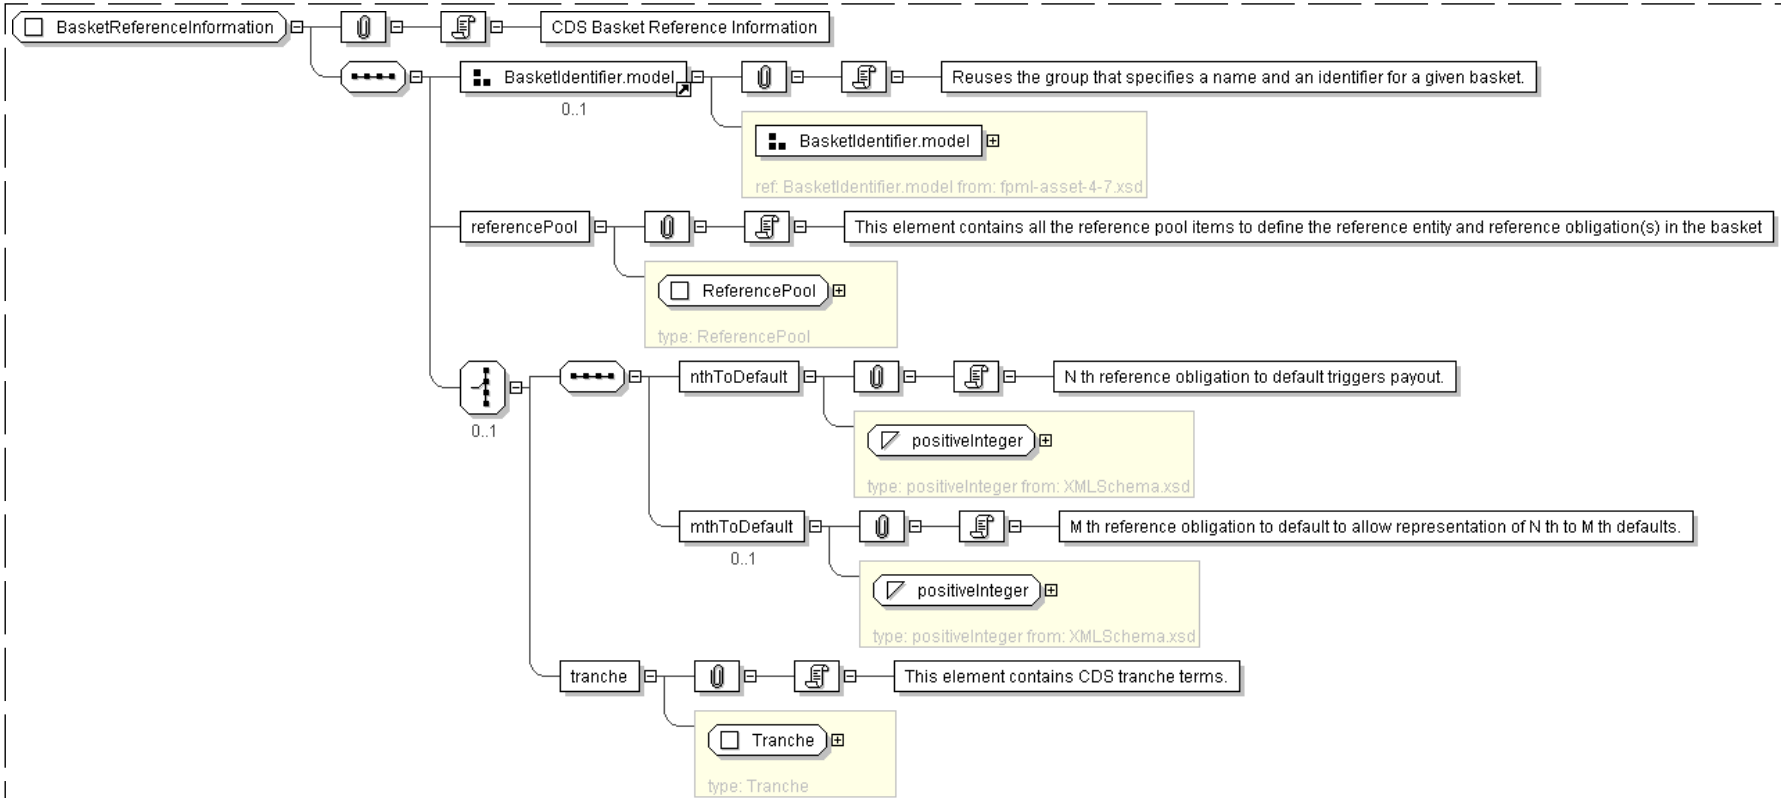 BasketReferenceInformation
CDS Basket Reference Information
BasketIdentifier.model
Reuses the group that specifies a name and an identifier for a given basket.
0..1
BasketIdentifier.model
ref: BasketIdentifier.model from: fpml-asset-4-7.xsd
referencePool
This element contains all the reference pool items to define the reference entity and reference obligation(s) in the basket
ReferencePool
type: ReferencePool
nthToDefault
N th reference obligation to default triggers payout.
0..1
positiveInteger
type: positiveInteger from: XMLSchema.xsd
mthToDefault
M th reference obligation to default to allow representation of N th to M th defaults.
0..1
positiveInteger
type: positiveInteger from: XMLSchema.xsd
tranche
This element contains CDS tranche terms.
Tranche
type: Tranche